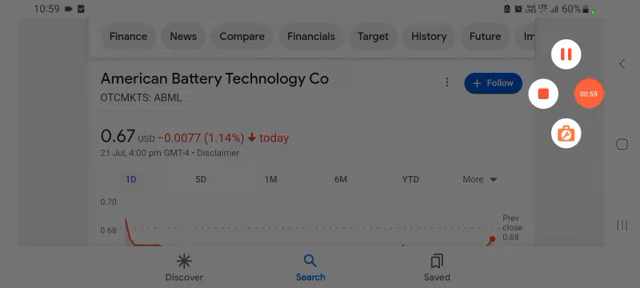 10:59
60%
Finance News Compare Financials Target History Future
American Battery Technology Co
OTCMKTS: ABML
+ Follow
00:59
0.67 USD −0.0077 (1.14%) today
21 Jul, 4:00 pm GMT-4 • Disclaimer
1D 5D 1M 6M YTD More
0.70
0.68
Prev
close
0.68
Discover Search Saved